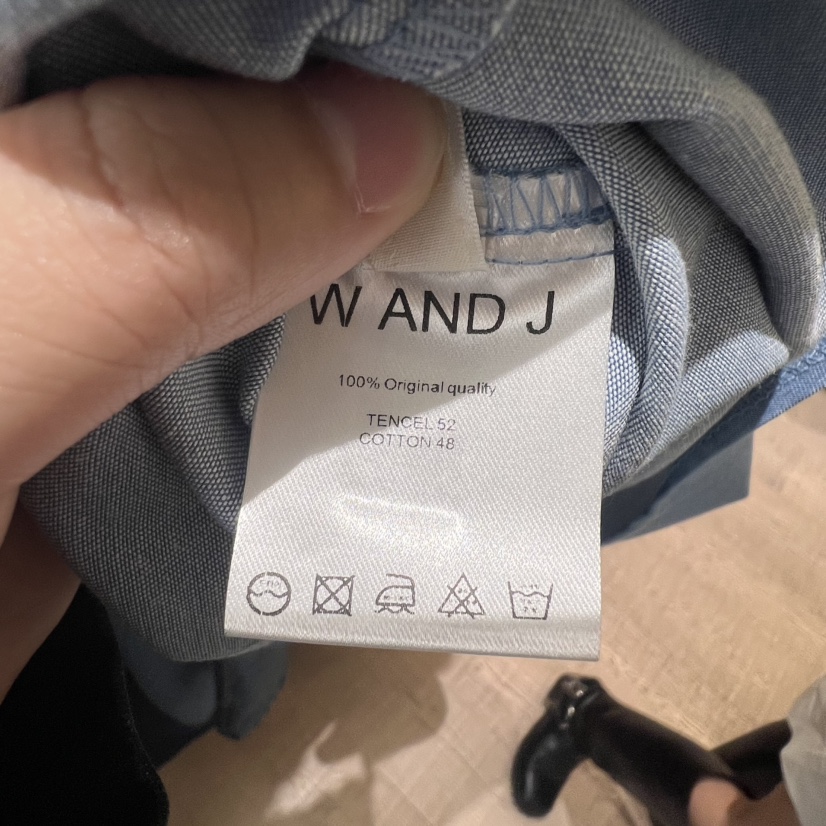 W AND J
100% Original quality
TENCEL 52
COTTON 48